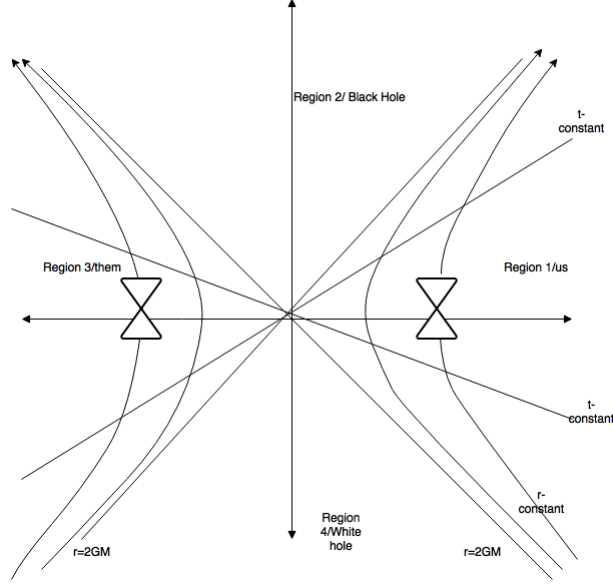 Region 2/ Black Hole
t-
constant
Region 3/them
Region 1/us
t-
constant
r-
constant
Region
4/White
hole
r=2GM
r=2GM